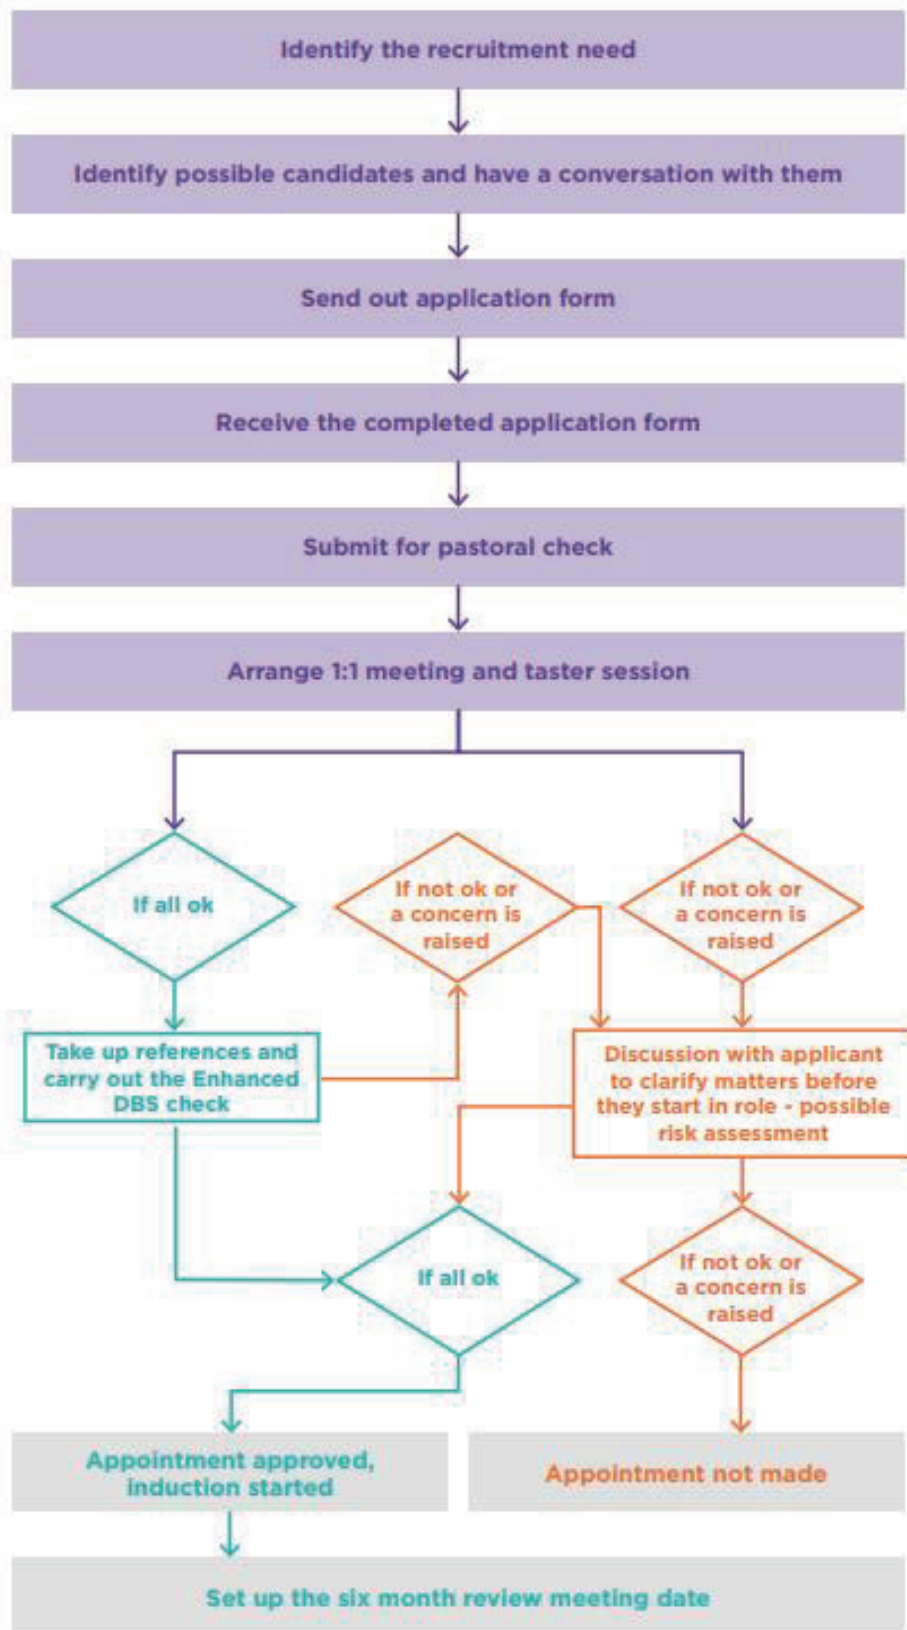 Identify the recruitment need
Identify possible candidates and have a conversation with them
Send out application form
Receive the completed application form
Submit for pastoral check
Arrange 1:1 meeting and taster session
If all ok
If not ok or
a concern is
raised
If not ok or
a concern is
raised
Take up references and
carry out the Enhanced
DBS check
Discussion with applicant
to clarify matters before
they start in role - possible
risk assessment
If all ok
If not ok or
a concern is
raised
Appointment approved,
induction started
Appointment not made
Set up the six month review meeting date